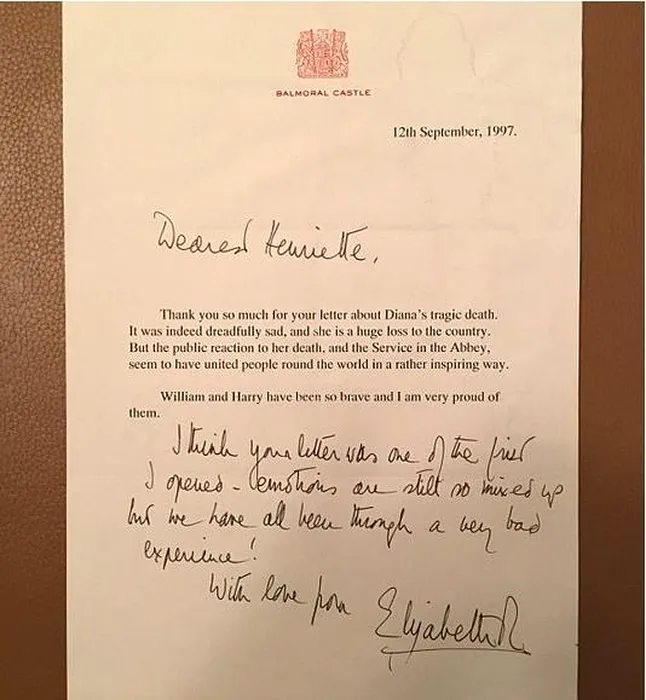 BALMORAL CASTLE
12th September, 1997.
Dearest Henriette,
Thank you so much for your letter about Diana's tragic death.
It was indeed dreadfully sad, and she is a huge loss to the country.
But the public reaction to her death, and the Service in the Abbey,
seem to have united people round the world in a rather inspiring way.
William and Harry have been so brave and I am very proud of
them.
I think your letter was one of the first
I opened - emotions are still so mixed up
but we have all been through a very bad
experience!
With love from Elizabeth R.